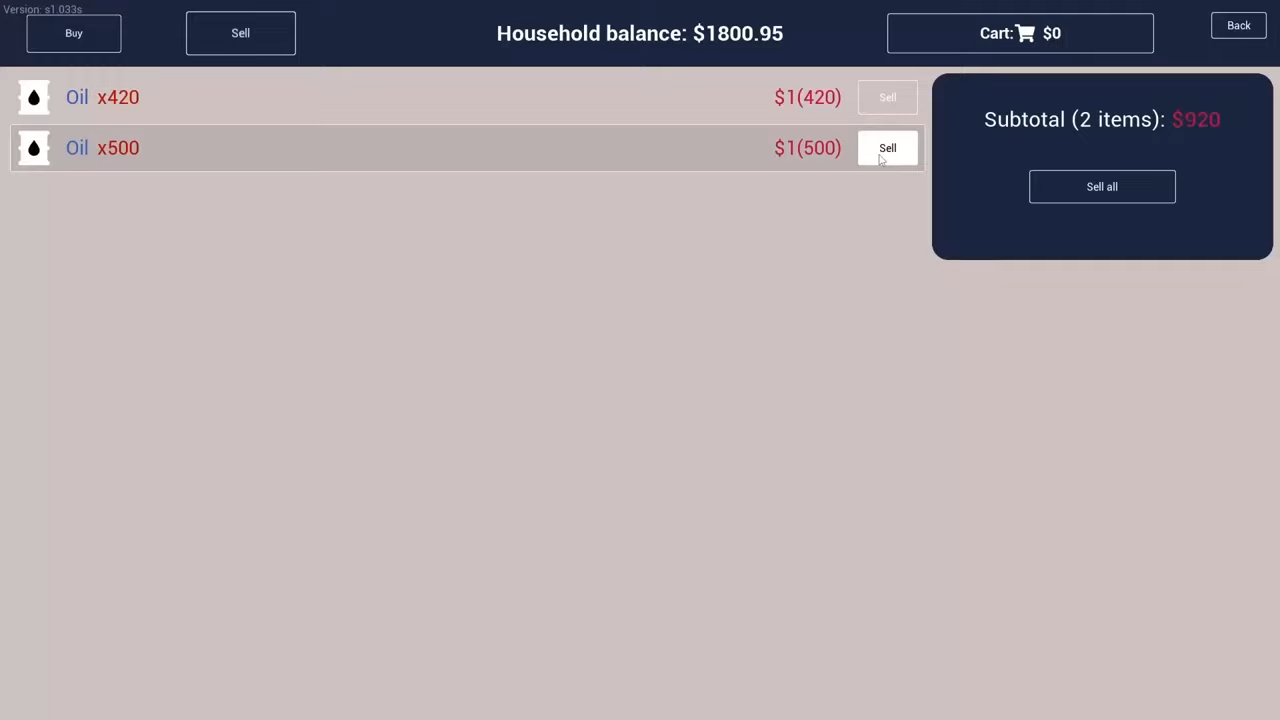 Version: s1.033s
Buy
Sell
Household balance: $1800.95
Cart: $0
Back
Oil x420 $1(420) Sell
Oil x500 $1(500) Sell
Subtotal (2 items): $920
Sell all